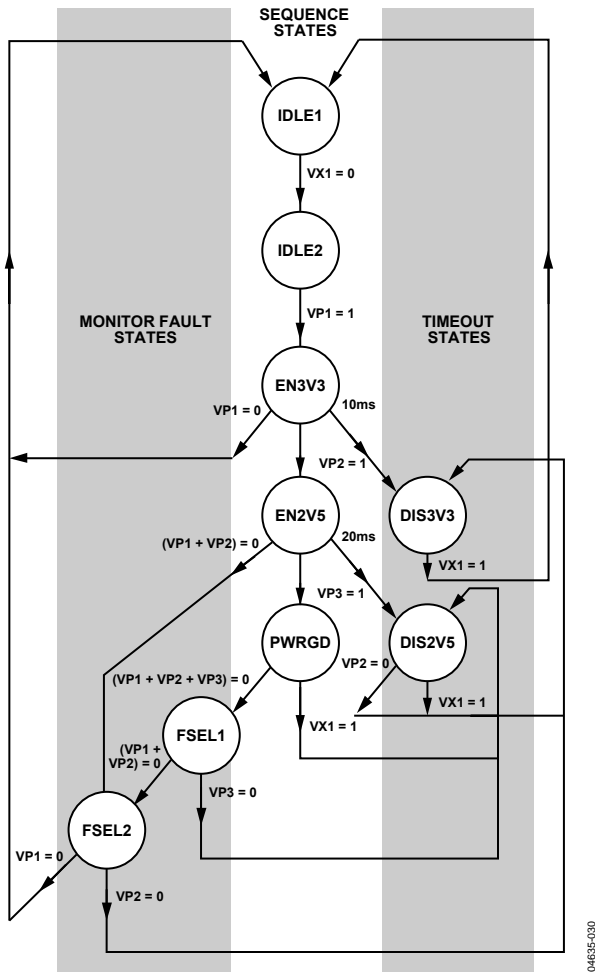 SEQUENCE
STATES
IDLE1
VX1 = 0
IDLE2
MONITOR FAULT
STATES
VP1 = 1
TIMEOUT
STATES
EN3V3
VP1 = 0
10ms
VP2 = 1
EN2V5
DIS3V3
(VP1 + VP2) = 0
20ms
VX1 = 1
VP3 = 1
PWRGD
DIS2V5
VP2 = 0
(VP1 + VP2 + VP3) = 0
VX1 = 1
VX1 = 1
FSEL1
(VP1 +
VP2) = 0
VP3 = 0
FSEL2
VP1 = 0
VP2 = 0
04635-030